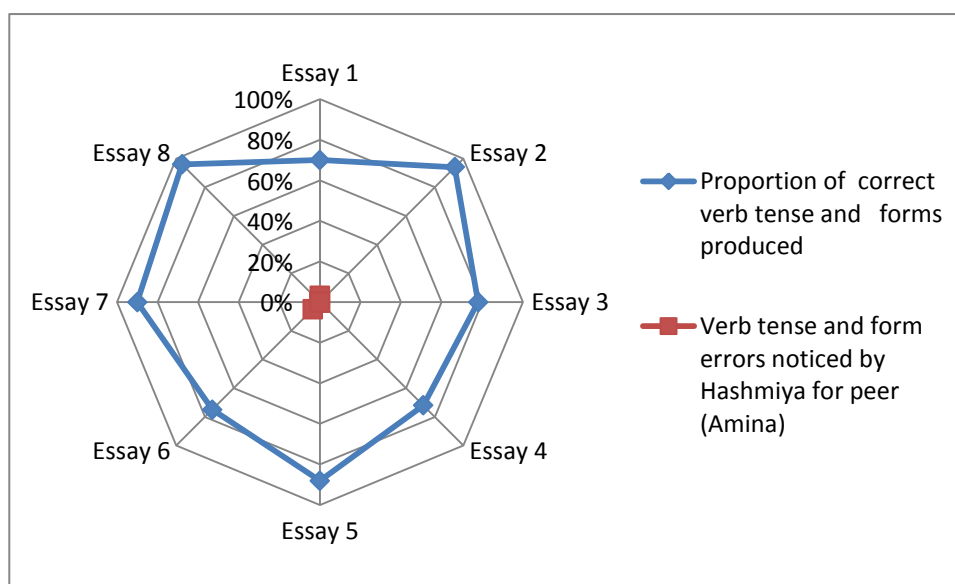 Essay 1
100%
80%
60%
40%
20%
0%
Essay 2
Essay 3
Essay 4
Essay 5
Essay 6
Essay 7
Essay 8
Proportion of correct
verb tense and forms
produced
Verb tense and form
errors noticed by
Hashmiya for peer
(Amina)